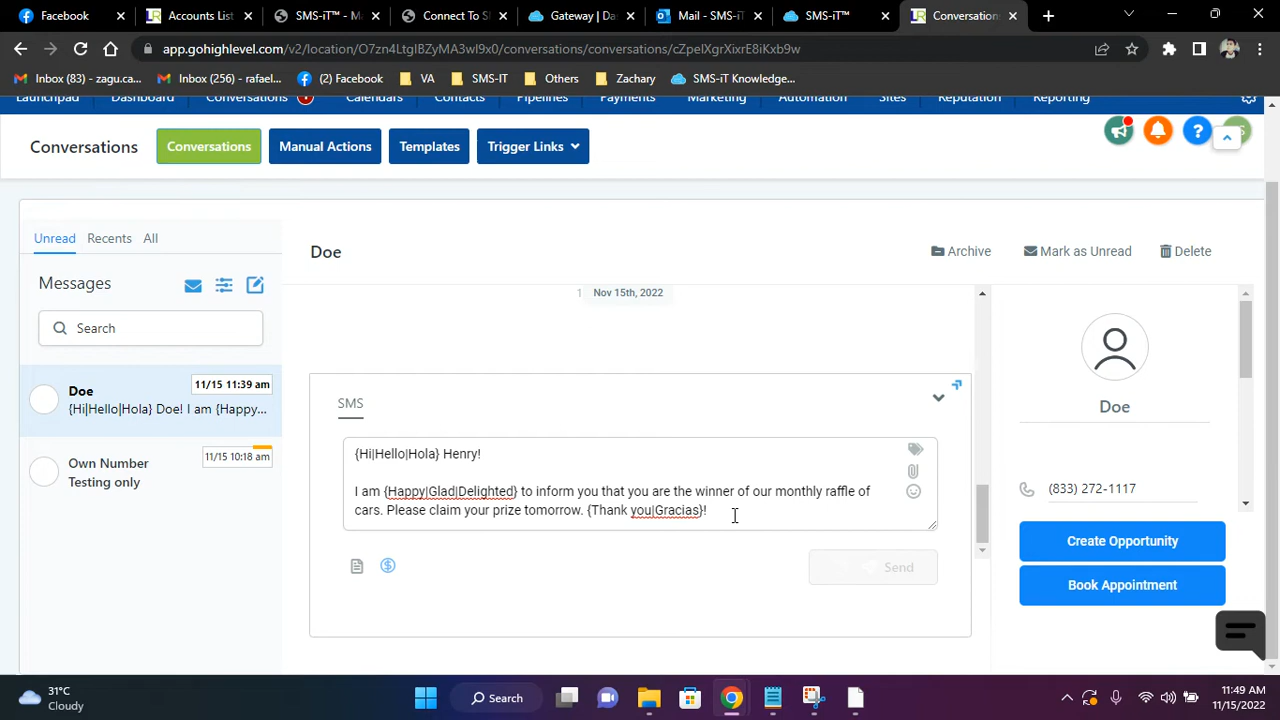 Facebook
Accounts List
SMS-iT™ - M
Connect To S
Gateway | Da
Mail - SMS-iT
SMS-iT™
Conversation
app.gohighlevel.com/v2/location/O7zn4LtgIBZyMA3wI9x0/conversations/conversations/cZpeIXgrXixrE8iKxb9w
Inbox (83) - zagu.ca...
Inbox (256) - rafael...
(2) Facebook
VA
SMS-IT
Others
Zachary
SMS-iT Knowledge...
Launchpad
Dashboard
Conversations
Calendars
Contacts
Pipelines
Payments
Marketing
Automation
Sites
Reputation
Reporting
Conversations
Conversations
Manual Actions
Templates
Trigger Links
Unread
Recents
All
Doe
Archive
Mark as Unread
Delete
Messages
Search
1 Nov 15th, 2022
Doe
11/15 11:39 am
{Hi|Hello|Hola} Doe! I am {Happy...
Own Number
11/15 10:18 am
Testing only
SMS
{Hi|Hello|Hola} Henry!
I am {Happy|Glad|Delighted} to inform you that you are the winner of our monthly raffle of
cars. Please claim your prize tomorrow. {Thank you|Gracias}!
Send
Doe
(833) 272-1117
Create Opportunity
Book Appointment
31°C
Cloudy
Search
11:49 AM
11/15/2022